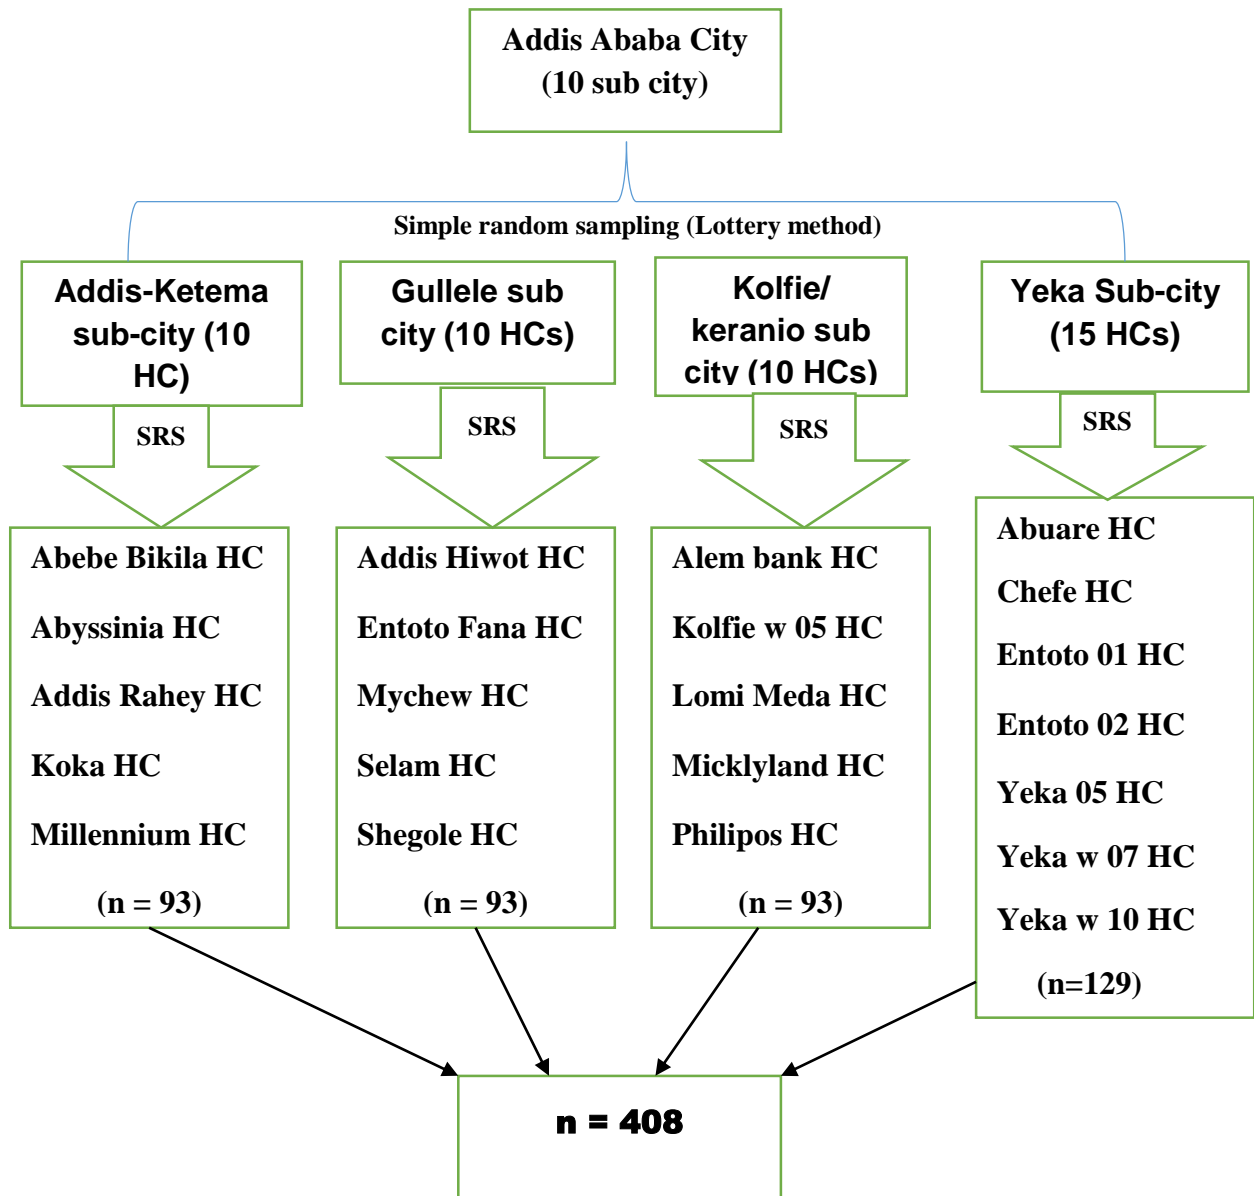 Addis Ababa City
(10 sub city)
Simple random sampling (Lottery method)
Addis-Ketema
sub-city (10
HC)
Gullele sub
city (10 HCs)
Kolfie/
keranio sub
city (10 HCs)
Yeka Sub-city
(15 HCs)
SRS
SRS
SRS
SRS
Abebe Bikila HC
Abyssinia HC
Addis Rahey HC
Koka HC
Millennium HC
(n = 93)
Addis Hiwot HC
Entoto Fana HC
Mychew HC
Selam HC
Shegole HC
(n = 93)
Alem bank HC
Kolfie w 05 HC
Lomi Meda HC
Micklyland HC
Philipos HC
(n = 93)
Abuare HC
Chefe HC
Entoto 01 HC
Entoto 02 HC
Yeka 05 HC
Yeka w 07 HC
Yeka w 10 HC
(n=129)
n = 408